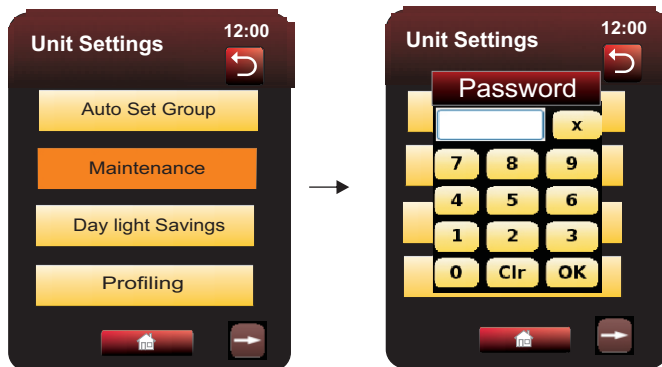 Unit Settings 12:00
Auto Set Group
Maintenance
Day light Savings
Profiling
Unit Settings 12:00
Password
x
7 8 9
4 5 6
1 2 3
0 Clr OK